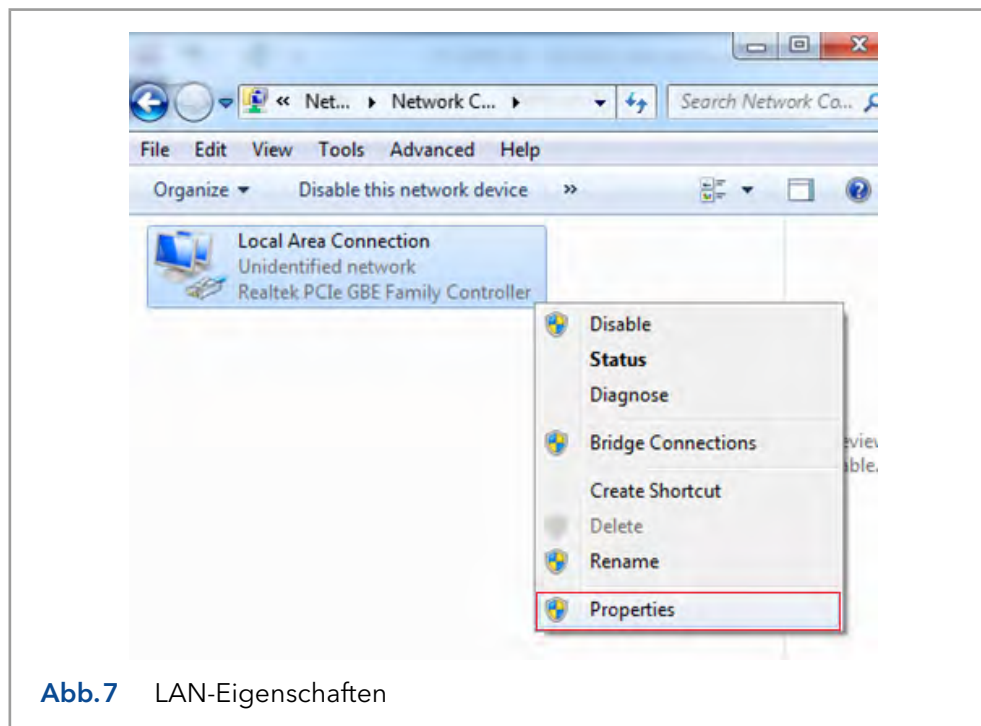 « Net... Network C... Search Network Co...
File Edit View Tools Advanced Help
Organize Disable this network device »
Local Area Connection
Unidentified network
Realtek PCIe GBE Family Controller
Disable
Status
Diagnose
Bridge Connections
Create Shortcut
Delete
Rename
Properties
Abb.7 LAN-Eigenschaften